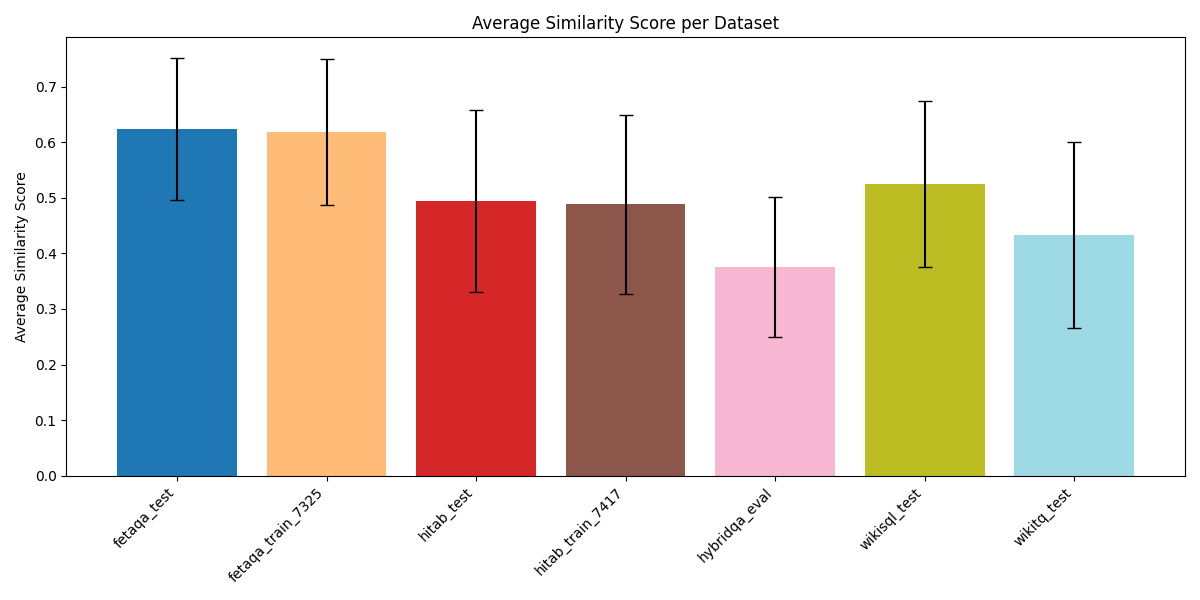 Average Similarity Score per Dataset
Average Similarity Score
0.7
0.6
0.5
0.4
0.3
0.2
0.1
0.0
fetaqa_test
fetaqa_train_7325
hitab_test
hitab_train_7417
hybridqa_eval
wikisql_test
wikitq_test